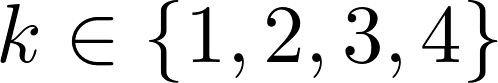 k ∈ {1, 2, 3, 4}